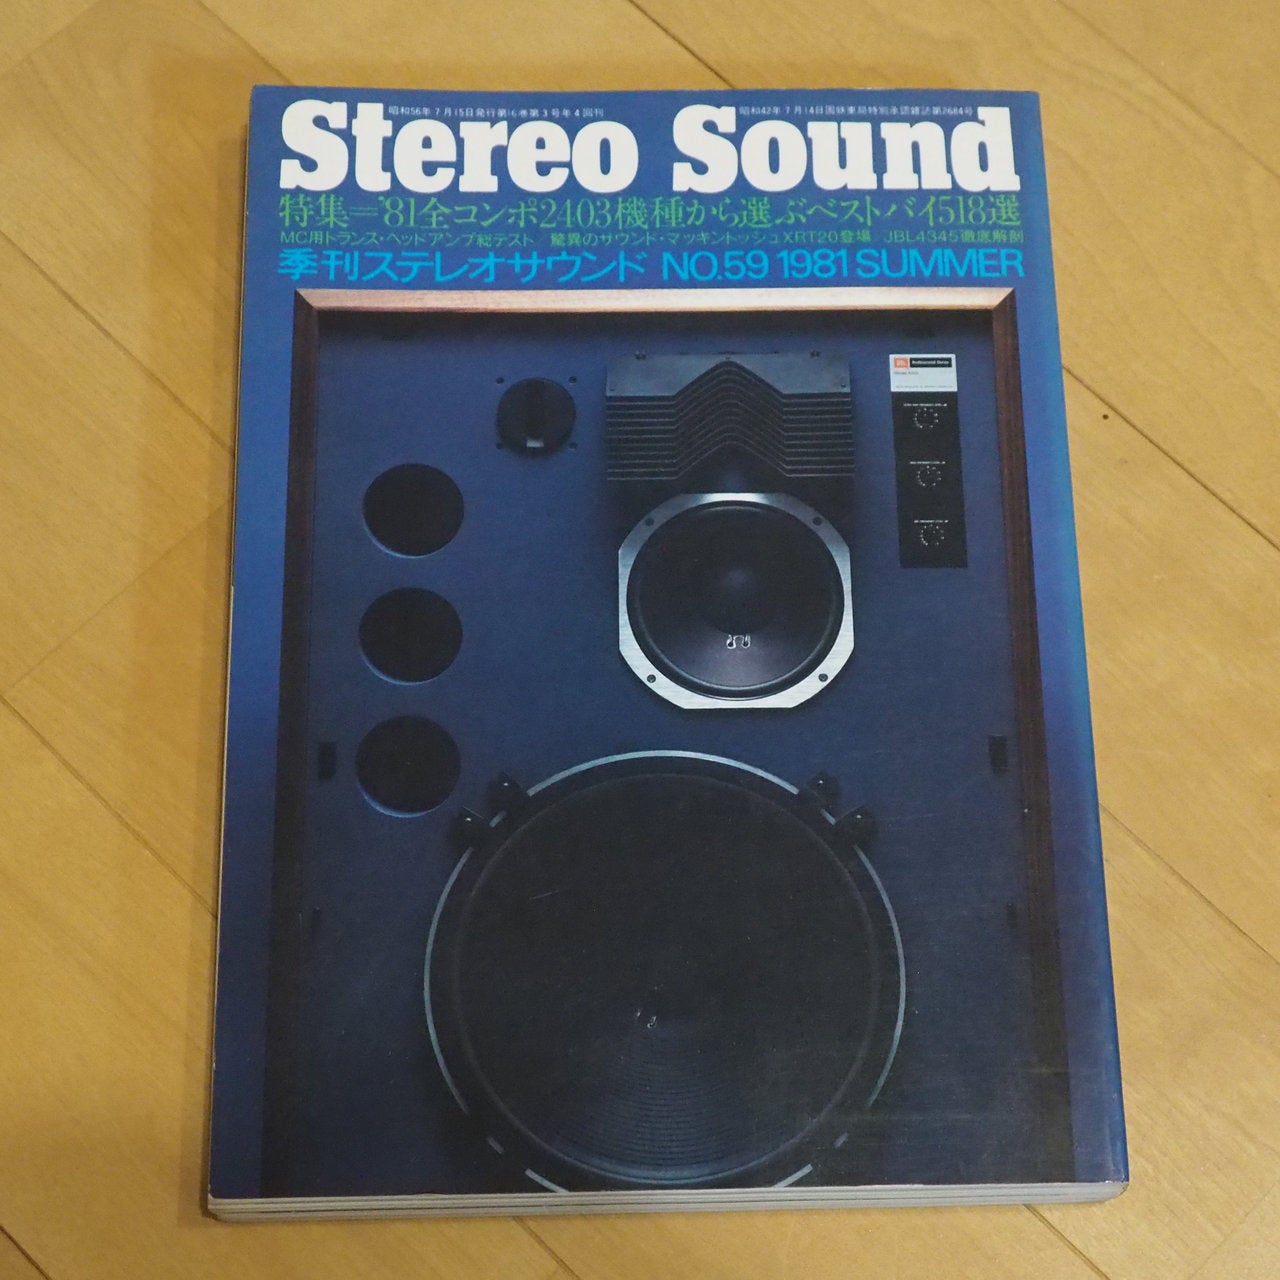 昭和56年7月15日発行第16巻第3号年4回刊 昭和42年7月14日国鉄東局特別承認雑誌第2684号
Stereo Sound
特集='81全コンポ2403機種から選ぶベストバイ518選
MC用トランス・ヘッドアンプ総テスト 驚異のサウンド・マッキントッシュXRT20登場 JBL4345徹底解剖
季刊ステレオサウンド NO.59 1981 SUMMER
JBL Professional Series